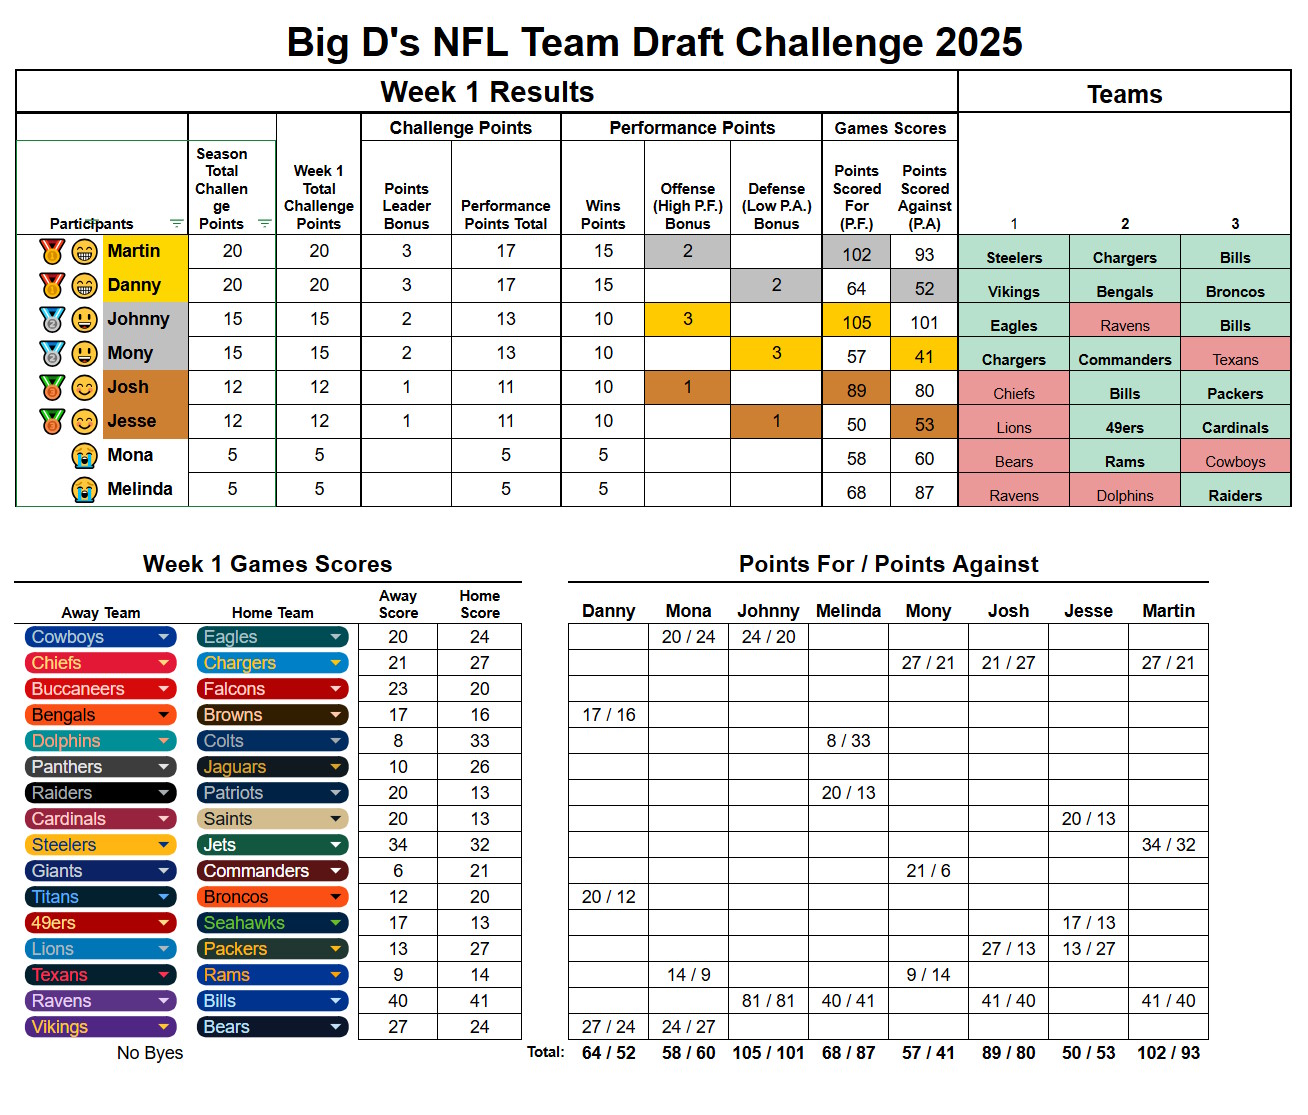 Big D's NFL Team Draft Challenge 2025
Week 1 Results Teams
Challenge Points Performance Points Games Scores
Participants Season Total Challen ge Points Week 1 Total Challenge Points Points Leader Bonus Performance Points Total Wins Points Offense (High P.F.) Bonus Defense (Low P.A.) Bonus Points Scored For (P.F.) Points Scored Against (P.A) 1 2 3
Martin 20 20 3 17 15 2 102 93 Steelers Chargers Bills
Danny 20 20 3 17 15 2 64 52 Vikings Bengals Broncos
Johnny 15 15 2 13 10 3 105 101 Eagles Ravens Bills
Mony 15 15 2 13 10 3 57 41 Chargers Commanders Texans
Josh 12 12 1 11 10 1 89 80 Chiefs Bills Packers
Jesse 12 12 1 11 10 1 50 53 Lions 49ers Cardinals
Mona 5 5 5 5 58 60 Bears Rams Cowboys
Melinda 5 5 5 5 68 87 Ravens Dolphins Raiders
Week 1 Games Scores Points For / Points Against
Away Team Home Team Away Score Home Score Danny Mona Johnny Melinda Mony Josh Jesse Martin
Cowboys Eagles 20 24 20 / 24 24 / 20
Chiefs Chargers 21 27 27 / 21 21 / 27 27 / 21
Buccaneers Falcons 23 20
Bengals Browns 17 16 17 / 16
Dolphins Colts 8 33 8 / 33
Panthers Jaguars 10 26
Raiders Patriots 20 13 20 / 13
Cardinals Saints 20 13 20 / 13
Steelers Jets 34 32 34 / 32
Giants Commanders 6 21 21 / 6
Titans Broncos 12 20 20 / 12
49ers Seahawks 17 13 17 / 13
Lions Packers 13 27 27 / 13 13 / 27
Texans Rams 9 14 14 / 9 9 / 14
Ravens Bills 40 41 81 / 81 40 / 41 41 / 40 41 / 40
Vikings Bears 27 24 27 / 24 24 / 27
No Byes Total: 64 / 52 58 / 60 105 / 101 68 / 87 57 / 41 89 / 80 50 / 53 102 / 93